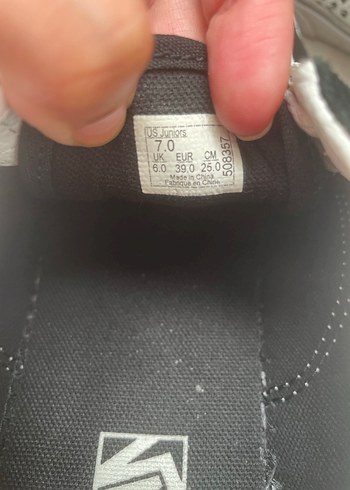 US Juniors
7.0
UK EUR CM
6.0 39.0 25.0
Made in China
Fabriqué en Chine
508357